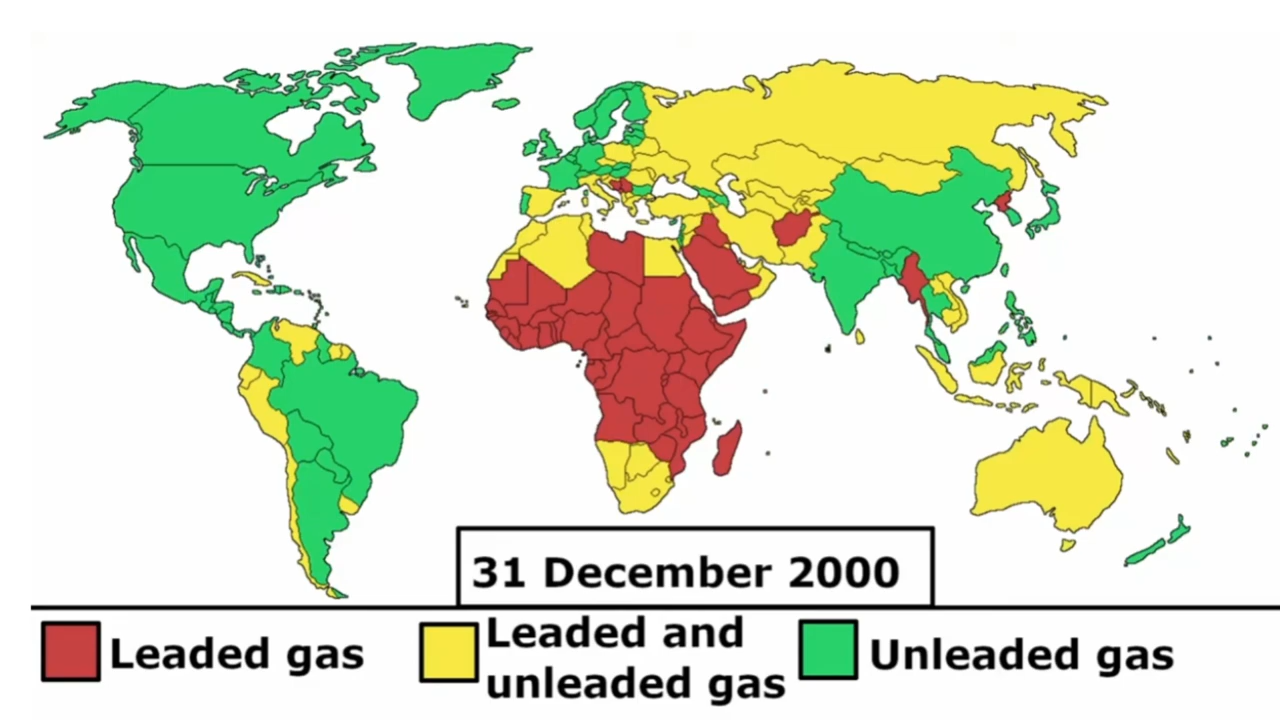 31 December 2000
Leaded gas
Leaded and
unleaded gas
Unleaded gas